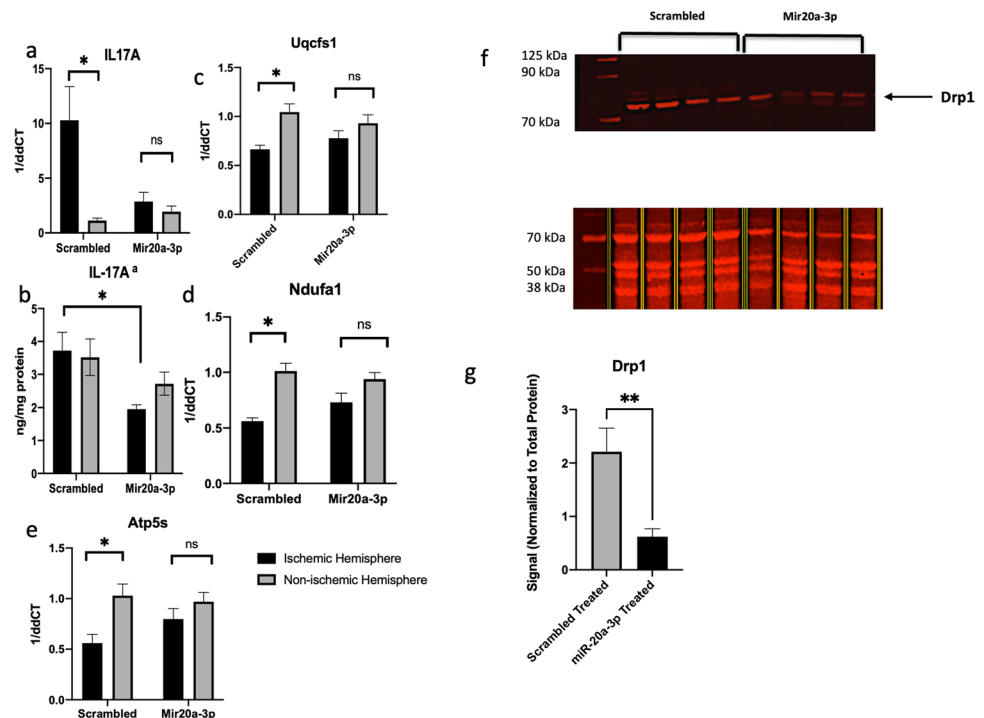 a
IL17A
*
ns
15
10
5
0
1/ddCT
Scrambled
Mir20a-3p
b
IL-17A a
*
5
4
3
2
1
0
ng/mg protein
Scrambled
Mir20a-3p
c
Uqcfs1
*
ns
1.5
1.0
0.5
0.0
1/ddCT
Scrambled
Mir20a-3p
d
Ndufa1
*
ns
1.5
1.0
0.5
0.0
1/ddCT
Scrambled
Mir20a-3p
e
Atp5s
*
ns
1.5
1.0
0.5
0.0
1/ddCT
Scrambled
Mir20a-3p
Ischemic Hemisphere
Non-ischemic Hemisphere
f
Scrambled
Mir20a-3p
125 kDa
90 kDa
70 kDa
Drp1
70 kDa
50 kDa
38 kDa
g
Drp1
**
3
2
1
0
Signal (Normalized to Total Protein)
Scrambled Treated
miR-20a-3p Treated